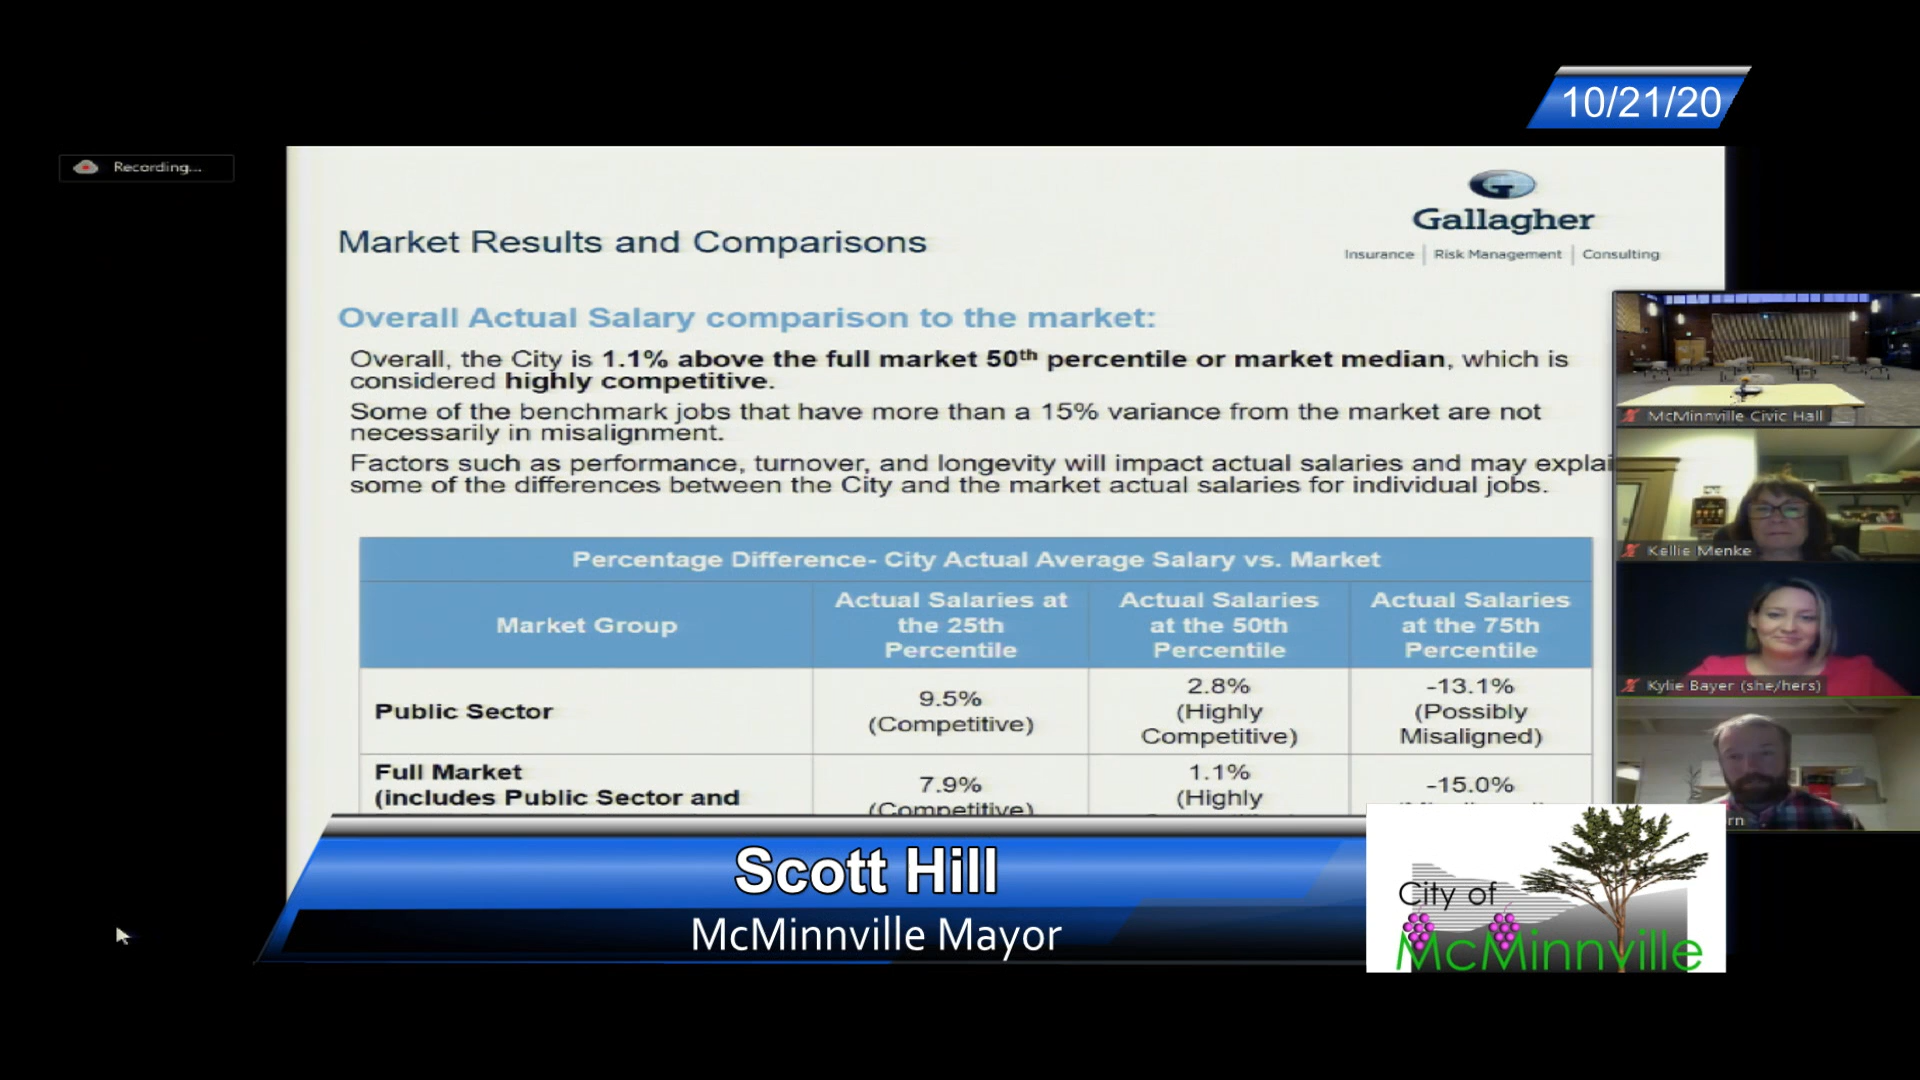 10/21/20
Recording...
Gallagher
Insurance | Risk Management | Consulting
Market Results and Comparisons
Overall Actual Salary comparison to the market:
Overall, the City is 1.1% above the full market 50th percentile or market median, which is
considered highly competitive.
Some of the benchmark jobs that have more than a 15% variance from the market are not
necessarily in misalignment.
Factors such as performance, turnover, and longevity will impact actual salaries and may explai
some of the differences between the City and the market actual salaries for individual jobs.
Percentage Difference- City Actual Average Salary vs. Market
Market Group
Actual Salaries at
the 25th
Percentile
Actual Salaries
at the 50th
Percentile
Actual Salaries
at the 75th
Percentile
Public Sector
9.5%
(Competitive)
2.8%
(Highly
Competitive)
-13.1%
(Possibly
Misaligned)
Full Market
(includes Public Sector and
7.9%
(Competitive)
1.1%
(Highly
-15.0%
McMinnville Civic Hall
Kellie Menke
Kylie Bayer (she/hers)
rn
Scott Hill
McMinnville Mayor
City of
McMinnville